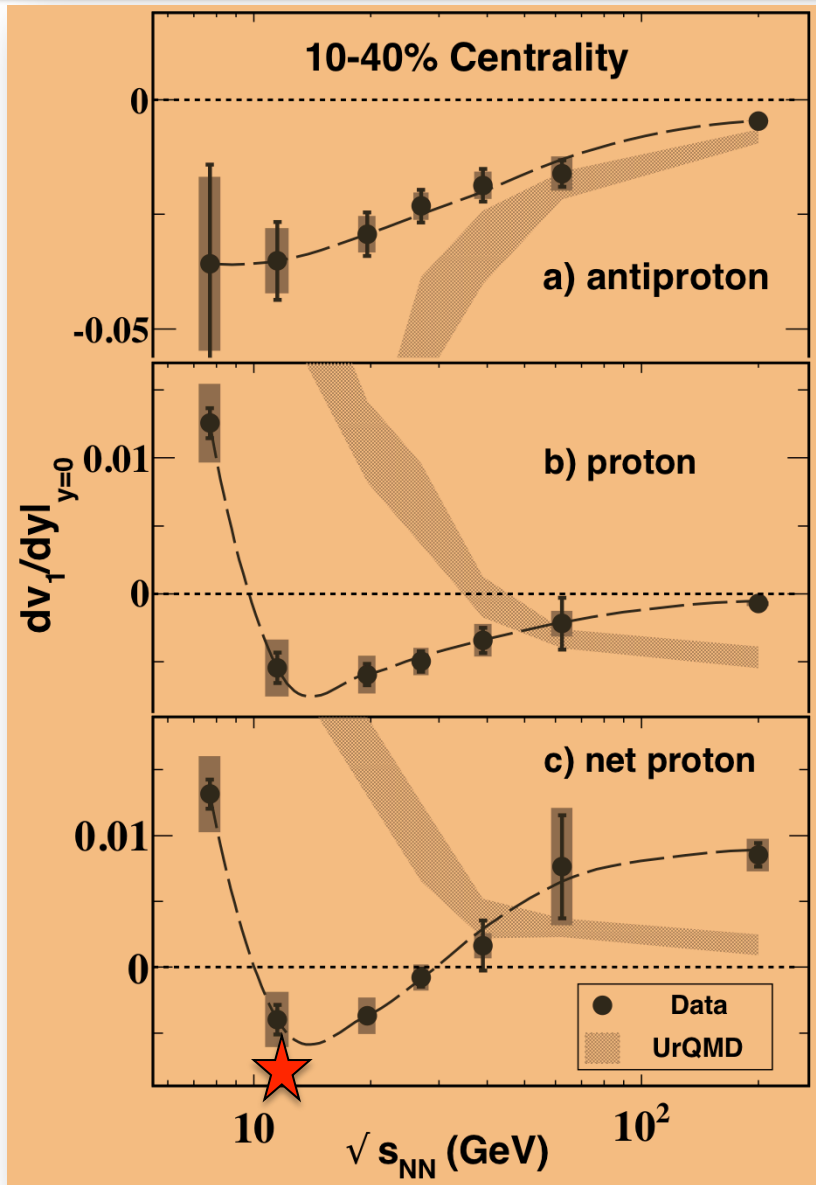 10-40% Centrality
0
a) antiproton
-0.05
0.01
b) proton
0
dv₁/dy|y=0
c) net proton
0.01
0
Data
UrQMD
10
10²
√ sNN (GeV)